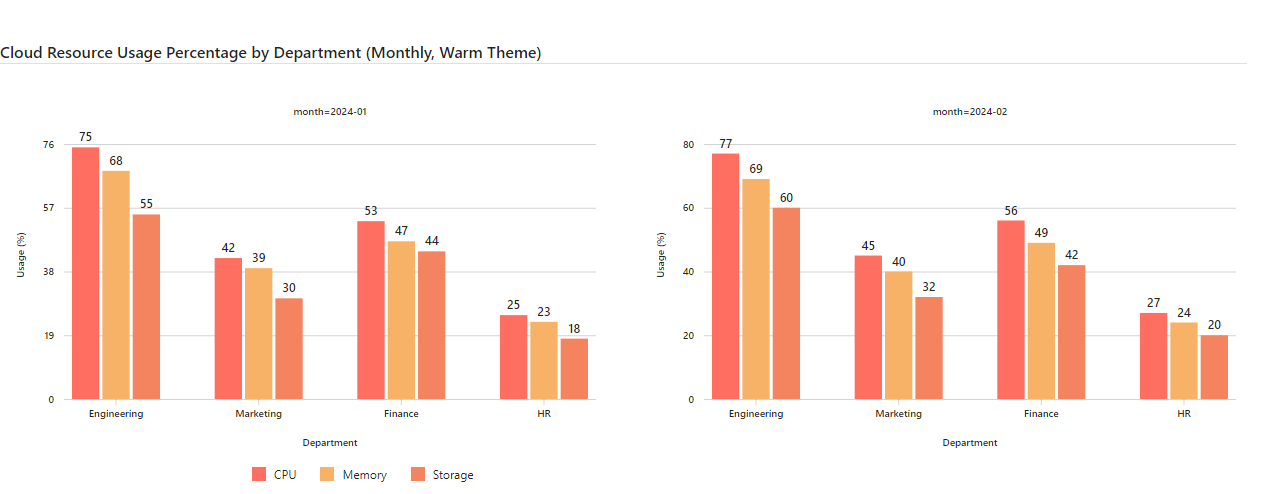 Cloud Resource Usage Percentage by Department (Monthly, Warm Theme)
month=2024-01
76
57
38
19
0
Usage (%)
75
68
55
42
39
30
53
47
44
25
23
18
Engineering
Marketing
Finance
HR
Department
month=2024-02
80
60
40
20
0
Usage (%)
77
69
60
45
40
32
56
49
42
27
24
20
Engineering
Marketing
Finance
HR
Department
CPU
Memory
Storage